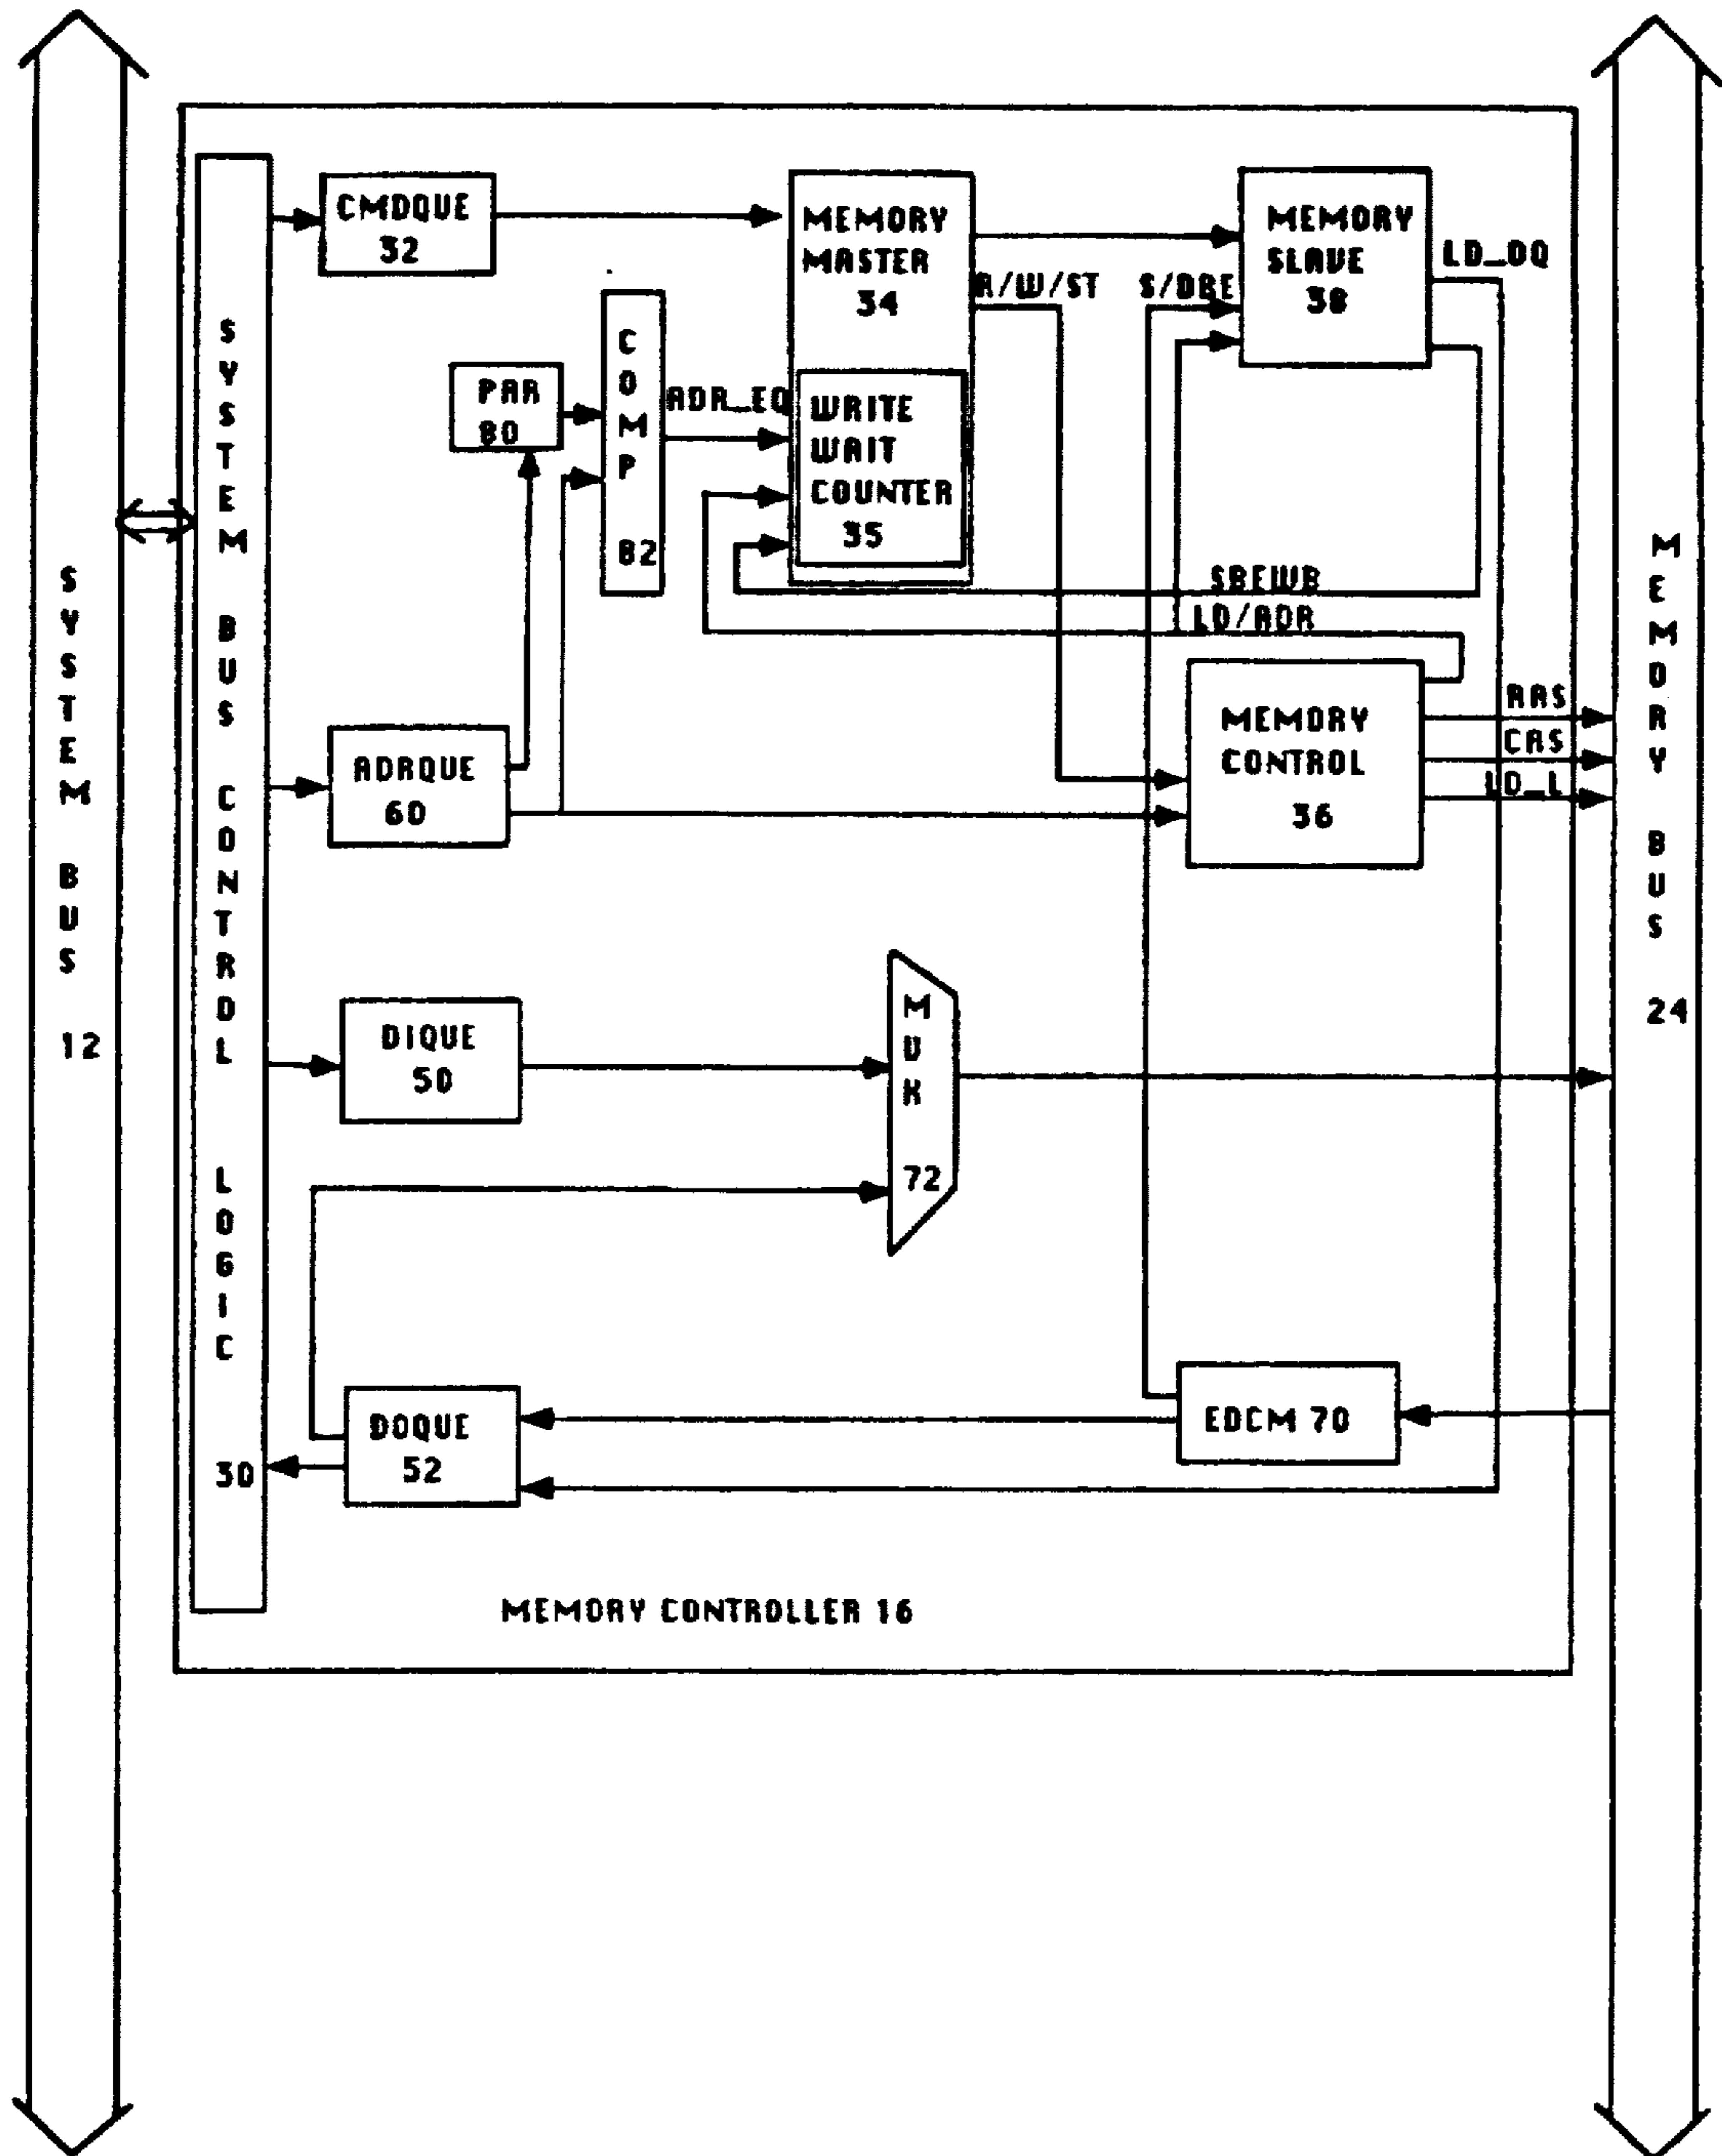 SYSTEM BUS 12
SYSTEM BUS CONTROL LOGIC 30
CMDQUE
32
MEMORY
MASTER
34
MEMORY
SLAVE
38
LD_DQ
R/W/ST
S/DBE
COMP 82
PAR
80
ADR_EQ
WRITE
WAIT
COUNTER
35
SBEWB
LD/ADR
ADRQUE
60
MEMORY
CONTROL
36
RAS
CAS
LD_L
MEMORY BUS 24
DIQUE
50
MUX 72
DOQUE
52
EDCM 70
MEMORY CONTROLLER 16